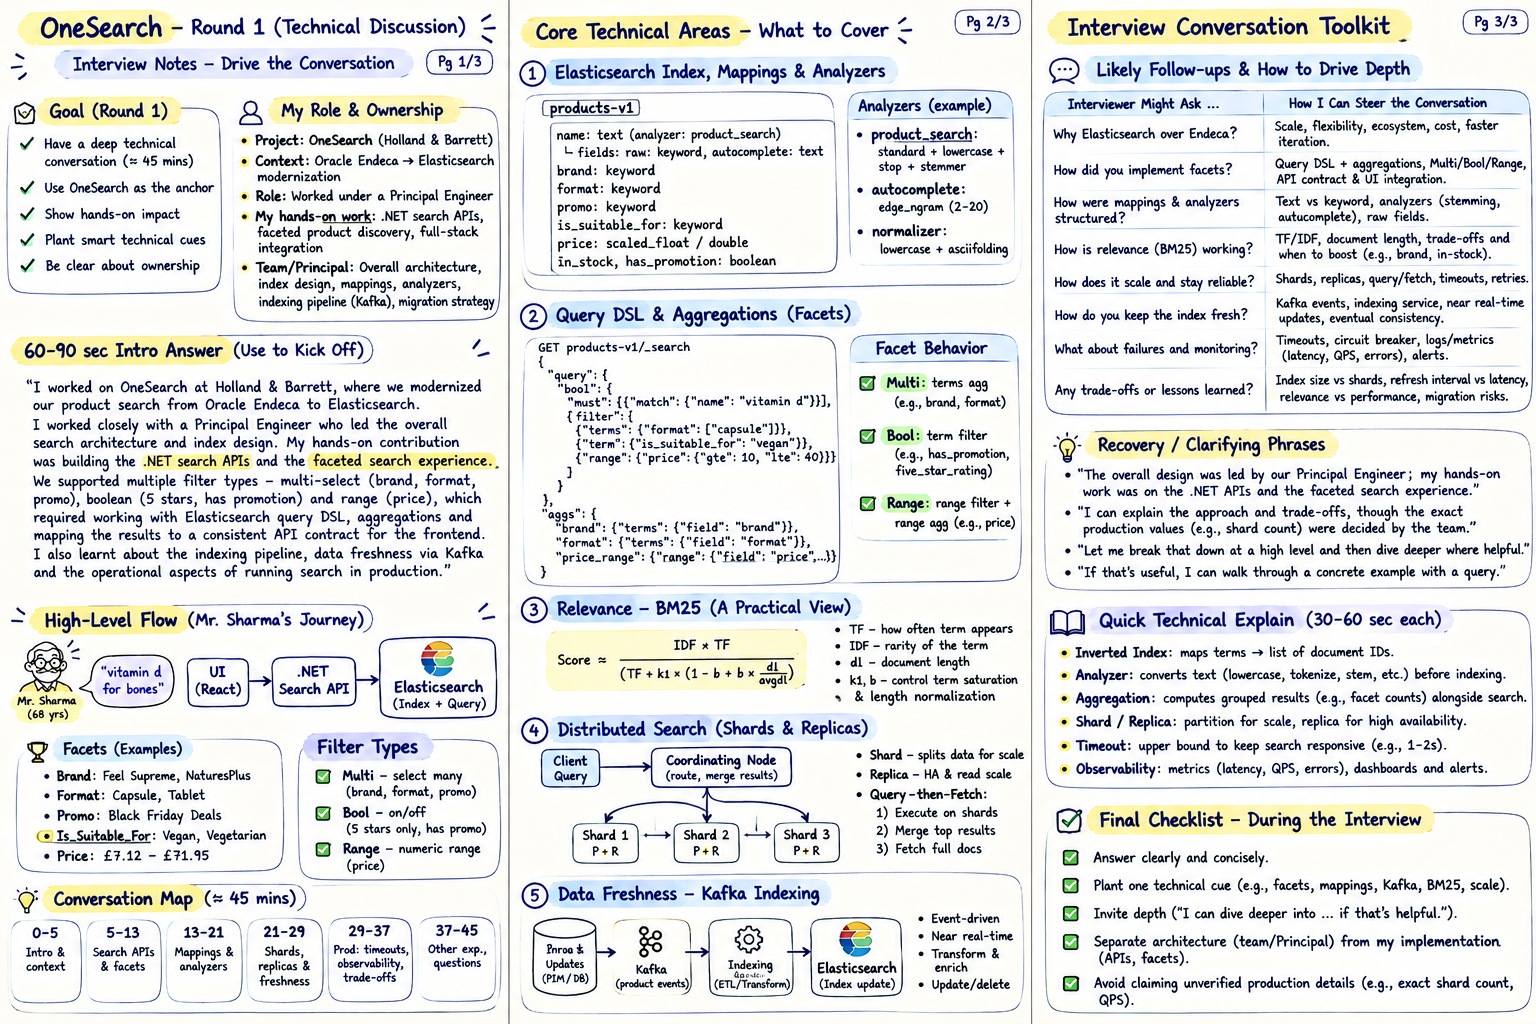 OneSearch – Round 1 (Technical Discussion)
Interview Notes – Drive the Conversation
Pg 1/3
Goal (Round 1)
Have a deep technical
conversation (≈ 45 mins)
Use OneSearch as the anchor
Show hands-on impact
Plant smart technical cues
Be clear about ownership
My Role & Ownership
• Project: OneSearch (Holland & Barrett)
• Context: Oracle Endeca → Elasticsearch
modernization
• Role: Worked under a Principal Engineer
• My hands-on work: .NET search APIs,
faceted product discovery, full-stack
integration
• Team/Principal: Overall architecture,
index design, mappings, analyzers,
indexing pipeline (Kafka), migration strategy
60–90 sec Intro Answer (Use to Kick Off)
"I worked on OneSearch at Holland & Barrett, where we modernized
our product search from Oracle Endeca to Elasticsearch.
I worked closely with a Principal Engineer who led the overall
search architecture and index design. My hands-on contribution
was building the .NET search APIs and the faceted search experience.
We supported multiple filter types – multi-select (brand, format,
promo), boolean (5 stars, has promotion) and range (price), which
required working with Elasticsearch query DSL, aggregations and
mapping the results to a consistent API contract for the frontend.
I also learnt about the indexing pipeline, data freshness via Kafka
and the operational aspects of running search in production."
High-Level Flow (Mr. Sharma's Journey)
Mr. Sharma
(68 yrs)
"vitamin d
for bones"
UI
(React)
.NET
Search API
Elasticsearch
(Index + Query)
Facets (Examples)
• Brand: Feel Supreme, NaturesPlus
• Format: Capsule, Tablet
• Promo: Black Friday Deals
• Is_Suitable_For: Vegan, Vegetarian
• Price: £7.12 – £71.95
Filter Types
Multi – select many
(brand, format, promo)
Bool – on/off
(5 stars only, has promo)
Range – numeric range
(price)
Conversation Map (≈ 45 mins)
0–5
Intro &
context
5–13
Search APIs
& facets
13–21
Mappings &
analyzers
21–29
Shards,
replicas &
freshness
29–37
Prod: timeouts,
observability,
trade-offs
37–45
Other exp.,
questions
Core Technical Areas – What to Cover
Pg 2/3
1 Elasticsearch Index, Mappings & Analyzers
products-v1
name: text (analyzer: product_search)
└ fields: raw: keyword, autocomplete: text
brand: keyword
format: keyword
promo: keyword
is_suitable_for: keyword
price: scaled_float / double
in_stock, has_promotion: boolean
Analyzers (example)
• product_search:
standard + lowercase +
stop + stemmer
• autocomplete:
edge_ngram (2–20)
• normalizer:
lowercase + asciifolding
2 Query DSL & Aggregations (Facets)
GET products-v1/_search
{
"query": {
"bool": {
"must": [{"match": {"name": "vitamin d"}}],
{filter": {
{"terms": {"format": ["capsule"]}},
{"term": {"is_suitable_for": "vegan"}},
{"range": {"price": {"gte": 10, "lte": 40}}}
]
}
},
"aggs": {
"brand": {"terms": {"field": "brand"}},
"format": {"terms": {"field": "format"}},
"price_range": {"range": {"field": "price",...}}
}
Facet Behavior
Multi: terms agg
(e.g., brand, format)
Bool: term filter
(e.g., has_promotion,
five_star_rating)
Range: range filter +
range agg (e.g., price)
3 Relevance – BM25 (A Practical View)
Score ≈ IDF × TF
(TF + k1 × (1 – b + b × dl
avgdl)
• TF – how often term appears
• IDF – rarity of the term
• dl – document length
• k1, b – control term saturation
& length normalization
4 Distributed Search (Shards & Replicas)
Client
Query
Coordinating Node
(route, merge results)
Shard 1
P + R
Shard 2
P + R
Shard 3
P + R
• Shard – splits data for scale
• Replica – HA & read scale
• Query-then-Fetch:
1) Execute on shards
2) Merge top results
3) Fetch full docs
5 Data Freshness – Kafka Indexing
Updates
(PIM / DB)
Kafka
(product events)
Indexing
(ETL/Transform)
Elasticsearch
(Index update)
• Event-driven
• Near real-time
• Transform &
enrich
• Update/delete
Interview Conversation Toolkit
Pg 3/3
Likely Follow-ups & How to Drive Depth
Interviewer Might Ask ... How I Can Steer the Conversation
Why Elasticsearch over Endeca? Scale, flexibility, ecosystem, cost, faster
iteration.
How did you implement facets? Query DSL + aggregations, Multi/Bool/Range,
API contract & UI integration.
How were mappings & analyzers
structured?
Text vs keyword, analyzers (stemming,
autocomplete), raw fields.
How is relevance (BM25) working? TF/IDF, document length, trade-offs and
when to boost (e.g., brand, in-stock).
How does it scale and stay reliable? Shards, replicas, query/fetch, timeouts, retries.
How do you keep the index fresh? Kafka events, indexing service, near real-time
updates, eventual consistency.
What about failures and monitoring? Timeouts, circuit breaker, logs/metrics
(latency, QPS, errors), alerts.
Any trade-offs or lessons learned? Index size vs shards, refresh interval vs latency,
relevance vs performance, migration risks.
Recovery / Clarifying Phrases
• "The overall design was led by our Principal Engineer; my hands-on
work was on the .NET APIs and the faceted search experience."
• "I can explain the approach and trade-offs, though the exact
production values (e.g., shard count) were decided by the team."
• "Let me break that down at a high level and then dive deeper where helpful."
• "If that's useful, I can walk through a concrete example with a query."
Quick Technical Explain (30–60 sec each)
• Inverted Index: maps terms → list of document IDs.
• Analyzer: converts text (lowercase, tokenize, stem, etc.) before indexing.
• Aggregation: computes grouped results (e.g., facet counts) alongside search.
• Shard / Replica: partition for scale, replica for high availability.
• Timeout: upper bound to keep search responsive (e.g., 1–2s).
• Observability: metrics (latency, QPS, errors), dashboards and alerts.
Final Checklist – During the Interview
Answer clearly and concisely.
Plant one technical cue (e.g., facets, mappings, Kafka, BM25, scale).
Invite depth ("I can dive deeper into ... if that's helpful.").
Separate architecture (team/Principal) from my implementation
(APIs, facets).
Avoid claiming unverified production details (e.g., exact shard count,
QPS).